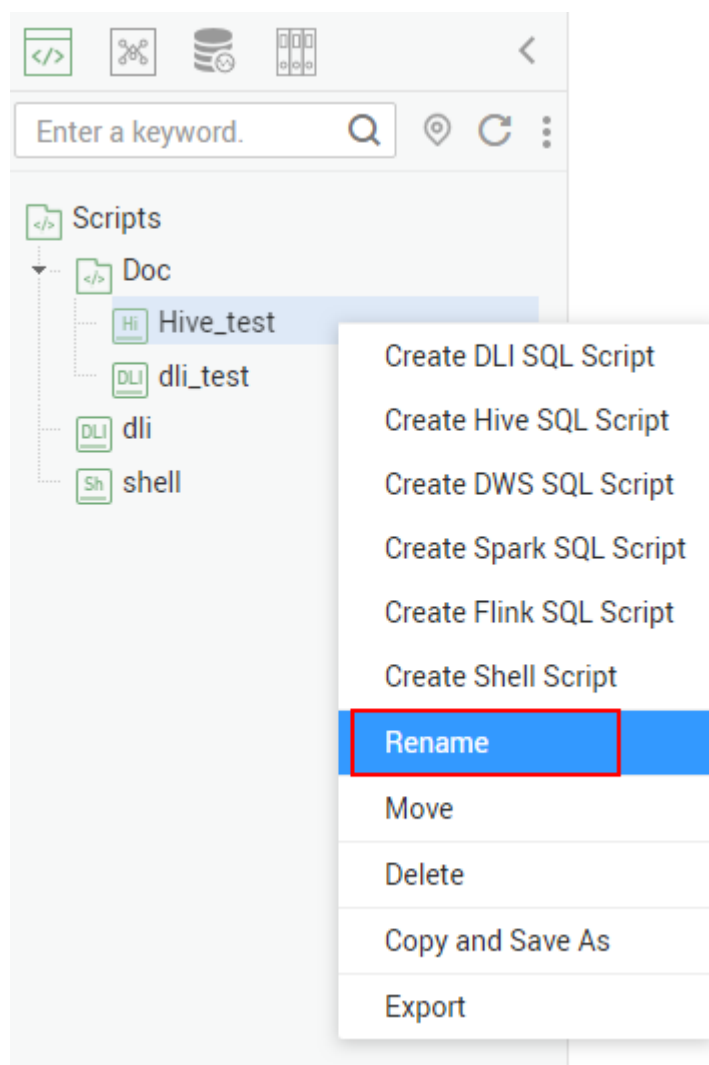 </>
Enter a keyword.
</> Scripts
</> Doc
Hi Hive_test
DLI dli_test
DLI dli
Sh shell
Create DLI SQL Script
Create Hive SQL Script
Create DWS SQL Script
Create Spark SQL Script
Create Flink SQL Script
Create Shell Script
Rename
Move
Delete
Copy and Save As
Export